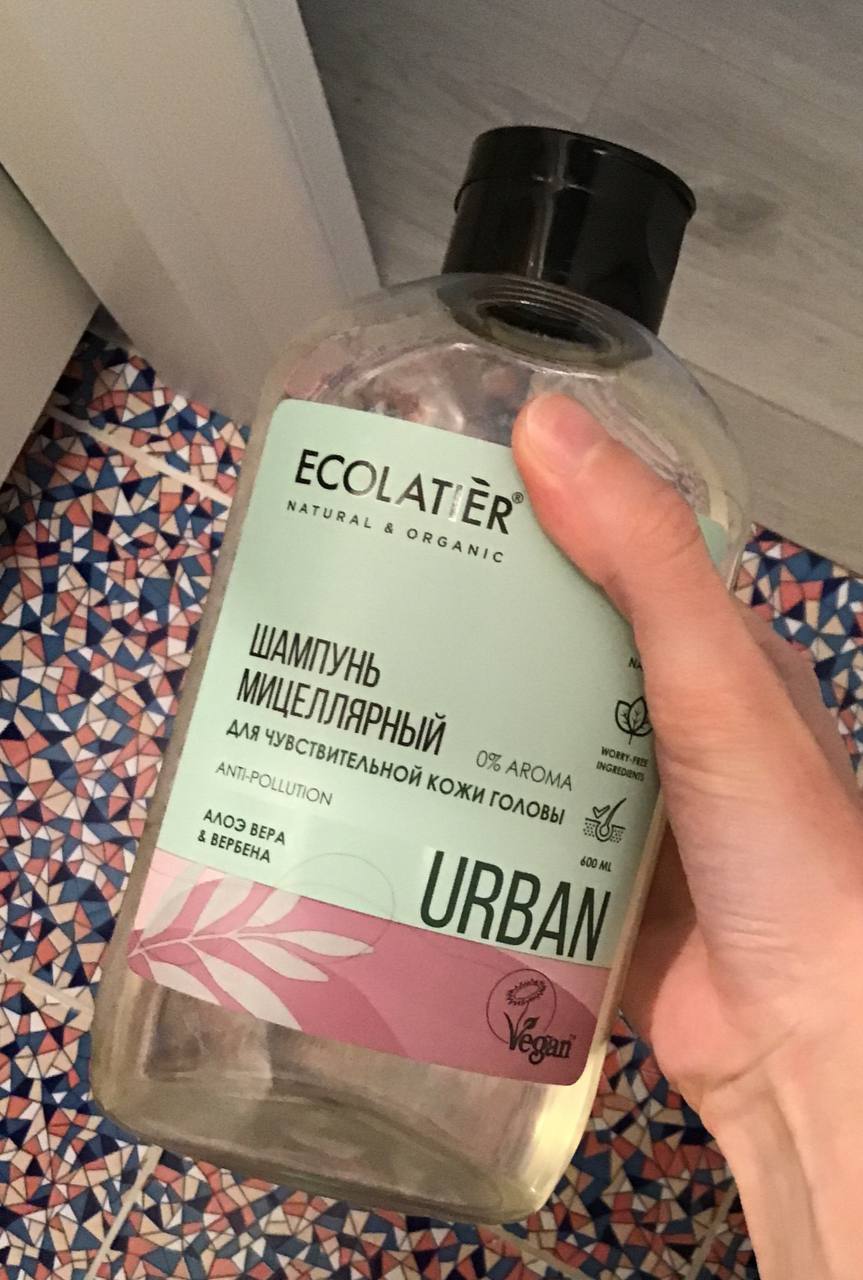 ECOLATIÈR®
NATURAL & ORGANIC
ШАМПУНЬ
МИЦЕЛЛЯРНЫЙ
ДЛЯ ЧУВСТВИТЕЛЬНОЙ КОЖИ ГОЛОВЫ
0% AROMA
ANTI-POLLUTION
АЛОЭ ВЕРА
& ВЕРБЕНА
WORRY-FREE
INGREDIENTS
600 ML
URBAN
Vegan™